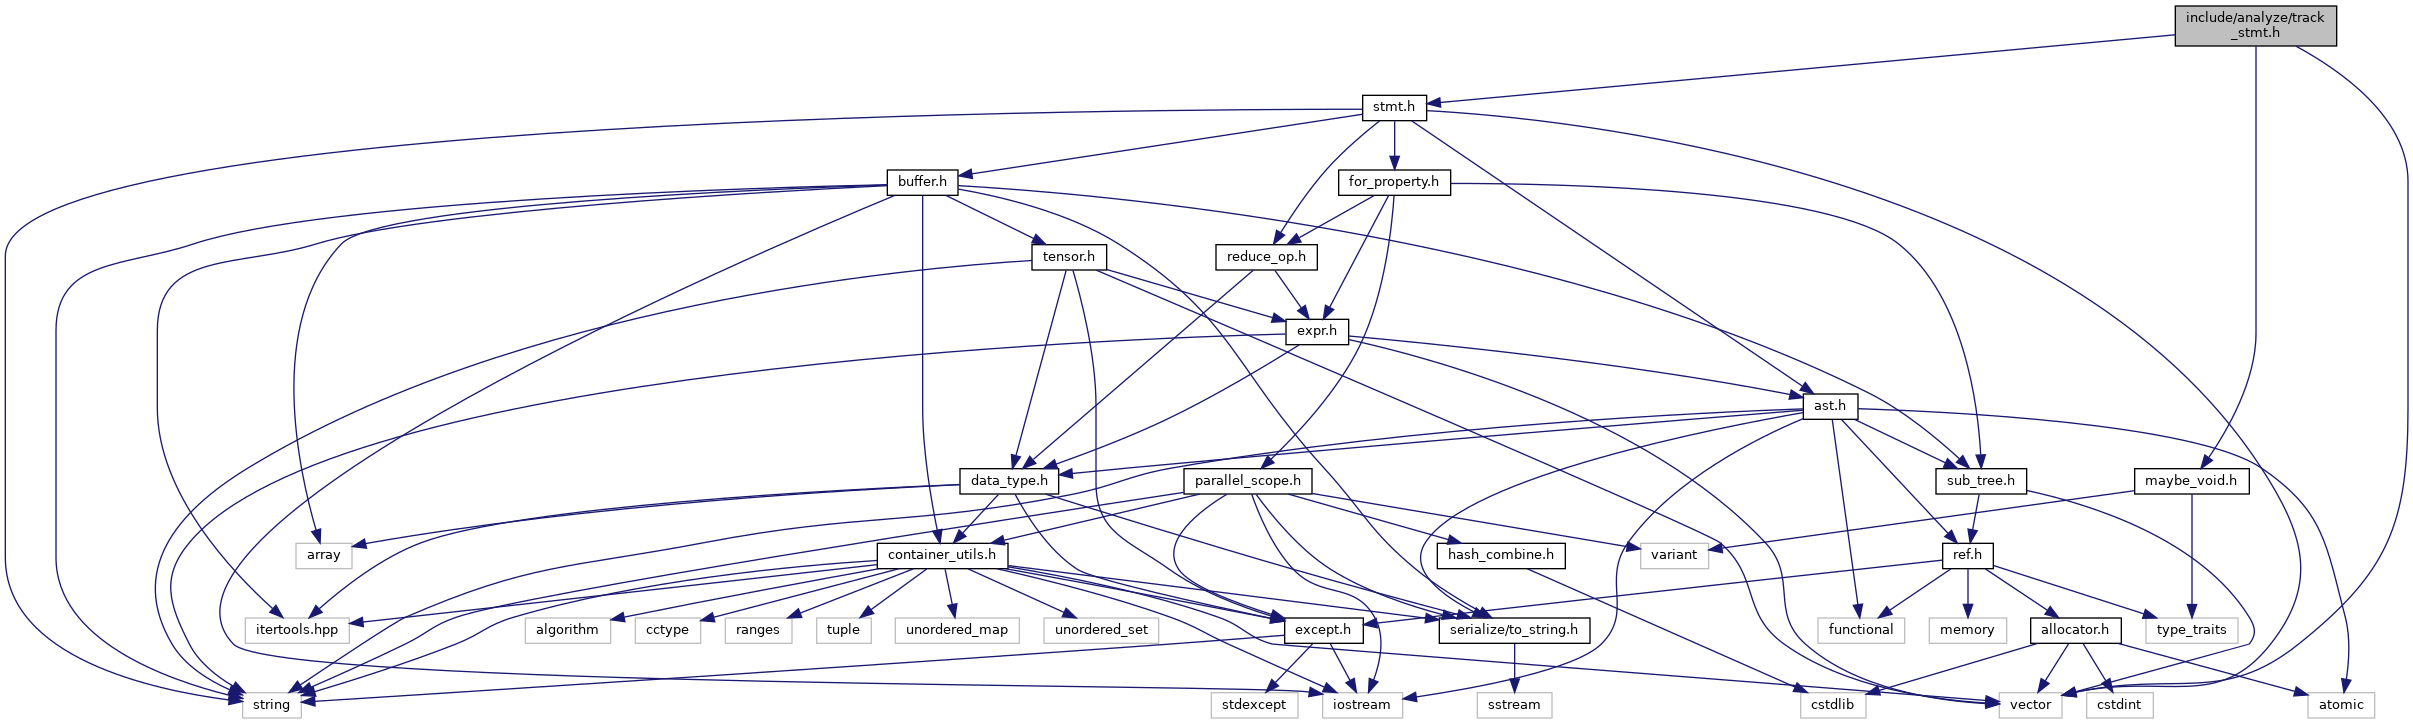 include/analyze/track
_stmt.h
stmt.h
buffer.h
for_property.h
tensor.h
reduce_op.h
expr.h
ast.h
data_type.h
parallel_scope.h
sub_tree.h
maybe_void.h
array
container_utils.h
hash_combine.h
variant
ref.h
itertools.hpp
algorithm
cctype
ranges
tuple
unordered_map
unordered_set
except.h
serialize/to_string.h
functional
memory
allocator.h
type_traits
string
stdexcept
iostream
sstream
cstdlib
vector
cstdint
atomic